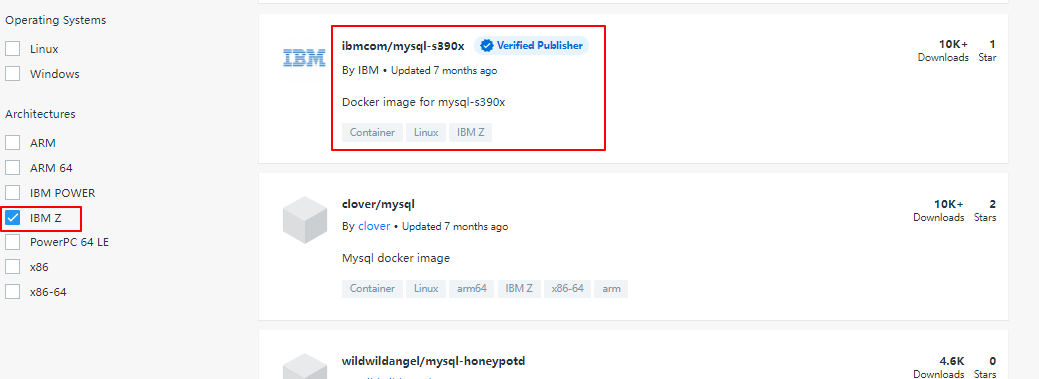 Operating Systems
Linux
Windows
Architectures
ARM
ARM 64
IBM POWER
IBM Z
PowerPC 64 LE
x86
x86-64
IBM
ibmcom/mysql-s390x Verified Publisher
By IBM • Updated 7 months ago
Docker image for mysql-s390x
Container Linux IBM Z
10K+ 1
Downloads Star
clover/mysql
By clover • Updated 7 months ago
Mysql docker image
Container Linux arm64 IBM Z x86-64 arm
10K+ 2
Downloads Stars
wildwildangel/mysql-honeypotd
4.6K 0
Downloads Stars